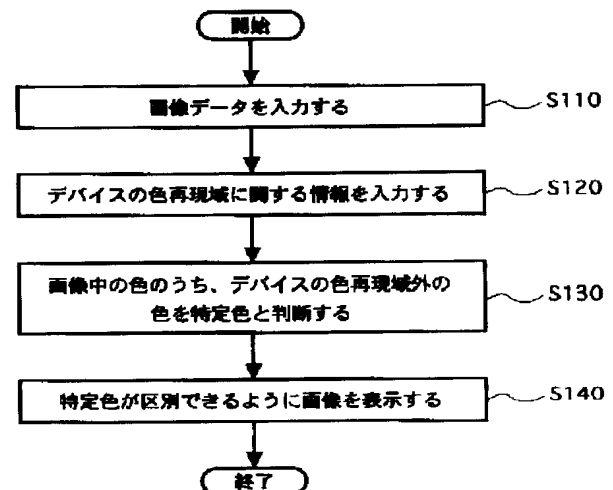 開始
画像データを入力する
S110
デバイスの色再現域に関する情報を入力する
S120
画像中の色のうち、デバイスの色再現域外の
色を特定色と判断する
S130
特定色が区別できるように画像を表示する
S140
終了